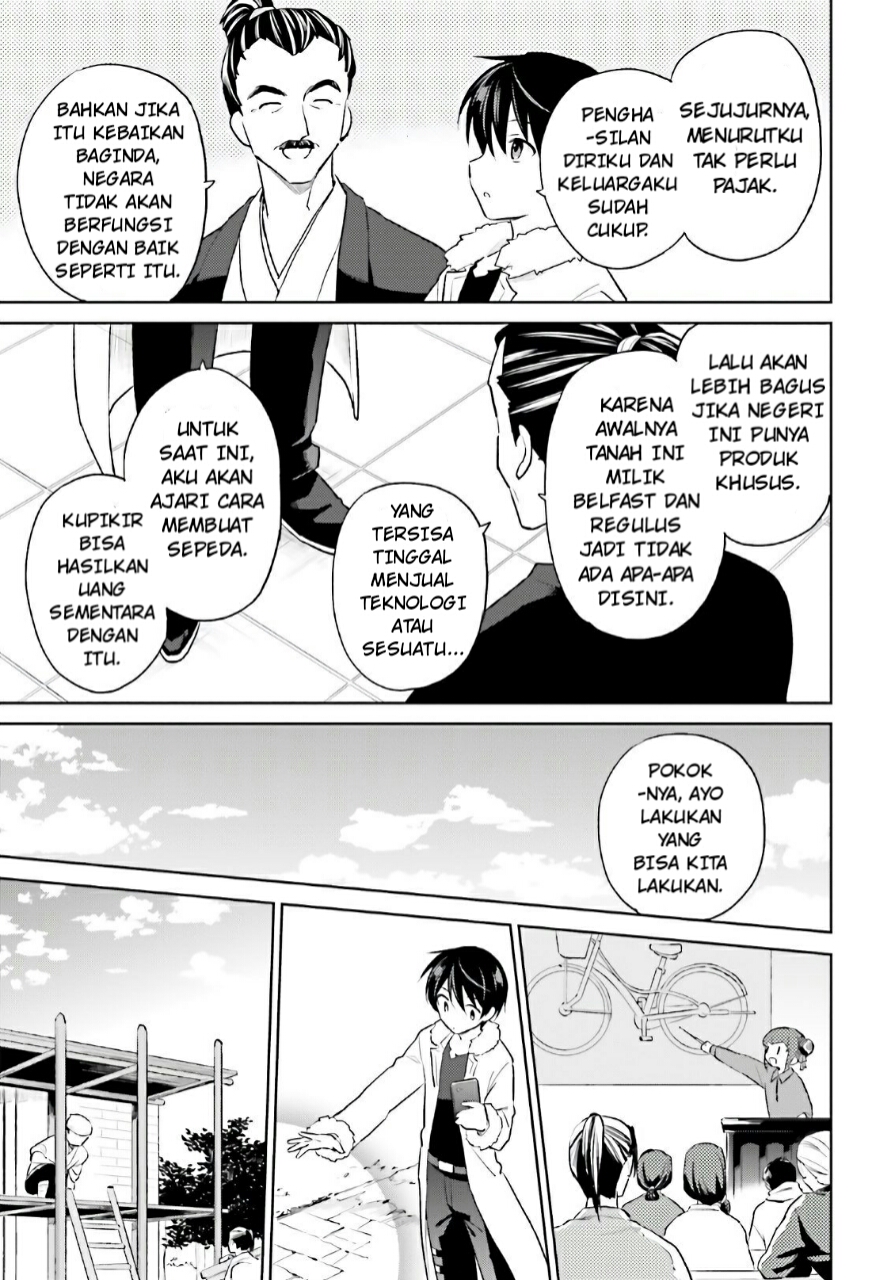 SEJUJURNYA,
MENURUTKU
TAK PERLU
PAJAK.
PENGHA
-SILAN
DIRIKU DAN
KELUARGAKU
SUDAH
CUKUP.
BAHKAN JIKA
ITU KEBAIKAN
BAGINDA,
NEGARA
TIDAK AKAN
BERFUNGSI
DENGAN BAIK
SEPERTI ITU.
LALU AKAN
LEBIH BAGUS
JIKA NEGERI
INI PUNYA
PRODUK
KHUSUS.
KARENA
AWALNYA
TANAH INI
MILIK
BELFAST DAN
REGULUS
JADI TIDAK
ADA APA-APA
DISINI.
YANG
TERSISA
TINGGAL
MENJUAL
TEKNOLOGI
ATAU
SESUATU...
UNTUK
SAAT INI,
AKU AKAN
AJARI CARA
MEMBUAT
SEPEDA.
KUPIKIR
BISA
HASILKAN
UANG
SEMENTARA
DENGAN
ITU.
POKOK
-NYA, AYO
LAKUKAN
YANG
BISA KITA
LAKUKAN.